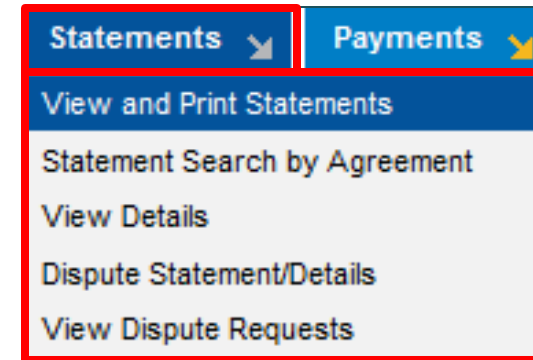 Statements Payments
View and Print Statements
Statement Search by Agreement
View Details
Dispute Statement/Details
View Dispute Requests